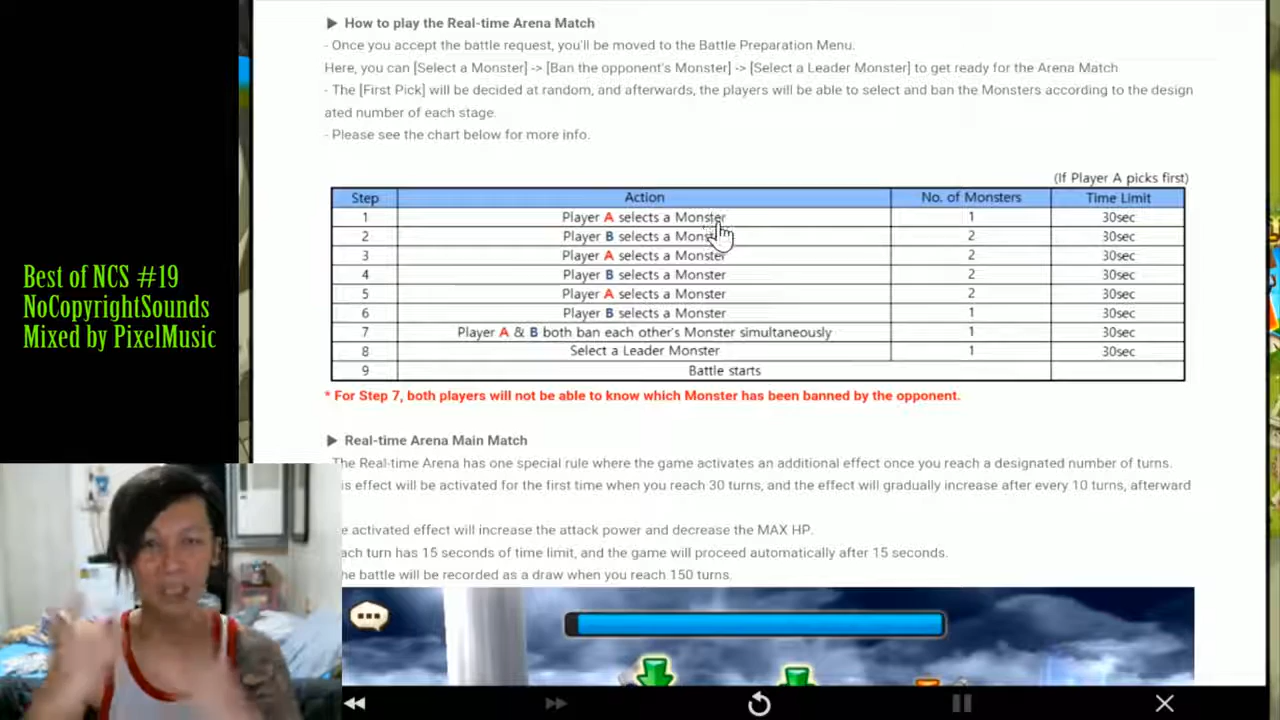 ▶ How to play the Real-time Arena Match
- Once you accept the battle request, you'll be moved to the Battle Preparation Menu.
Here, you can [Select a Monster] -> [Ban the opponent's Monster] -> [Select a Leader Monster] to get ready for the Arena Match
- The [First Pick] will be decided at random, and afterwards, the players will be able to select and ban the Monsters according to the design
ated number of each stage.
- Please see the chart below for more info.
(If Player A picks first)
Step Action No. of Monsters Time Limit
1 Player A selects a Monster 1 30sec
2 Player B selects a 2 30sec
3 Player A selects a Monster 2 30sec
4 Player B selects a Monster 2 30sec
5 Player A selects a Monster 2 30sec
6 Player B selects a Monster 1 30sec
7 Player A & B both ban each other's Monster simultaneously 1 30sec
8 Select a Leader Monster 1 30sec
9 Battle starts
* For Step 7, both players will not be able to know which Monster has been banned by the opponent.
Best of NCS #19
NoCopyrightSounds
Mixed by PixelMusic
▶ Real-time Arena Main Match
The Real-time Arena has one special rule where the game activates an additional effect once you reach a designated number of turns.
effect will be activated for the first time when you reach 30 turns, and the effect will gradually increase after every 10 turns, afterward
activated effect will increase the attack power and decrease the MAX HP.
turn has 15 seconds of time limit, and the game will proceed automatically after 15 seconds.
battle will be recorded as a draw when you reach 150 turns.